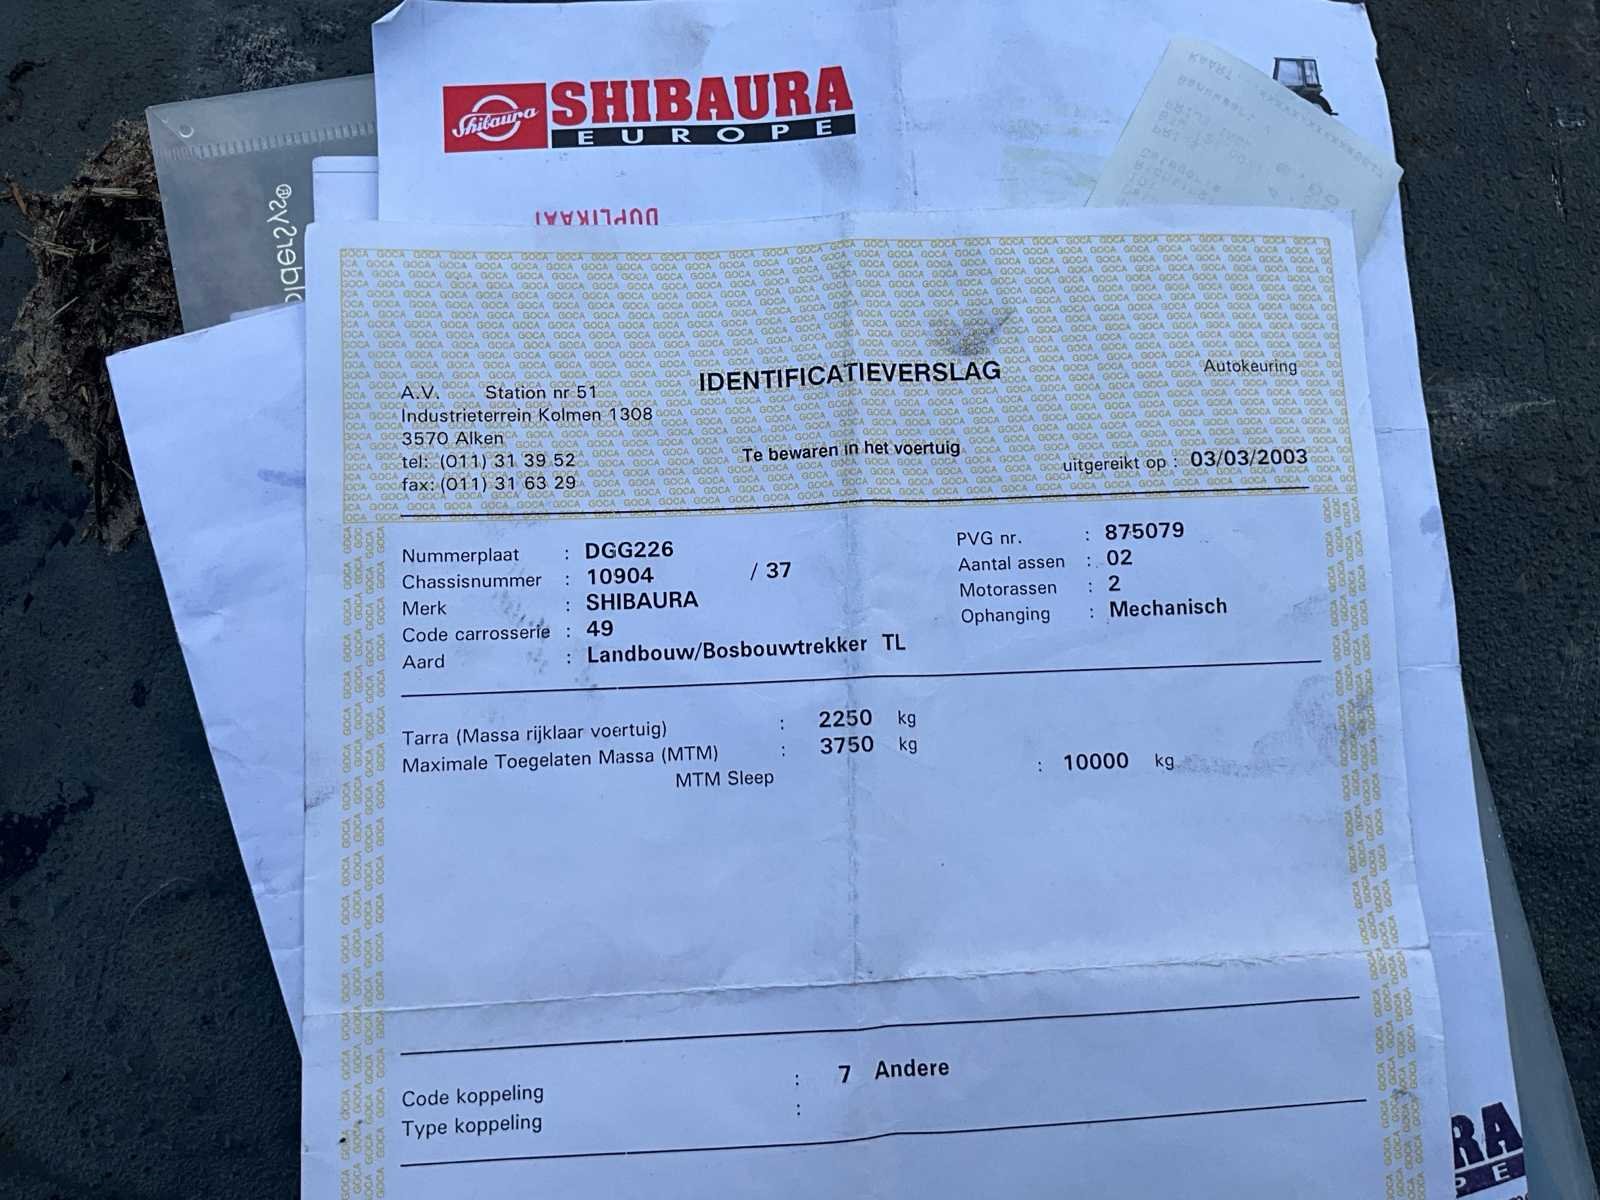 Shibaura
SHIBAURA
EUROPE
DUPLIKAAT
IDENTIFICATIEVERSLAG
Autokeuring
A.V. Station nr 51
Industrieterrein Kolmen 1308
3570 Alken
tel: (011) 31 39 52
fax: (011) 31 63 29
Te bewaren in het voertuig
uitgereikt op : 03/03/2003
Nummerplaat : DGG226
Chassisnummer : 10904 / 37
Merk : SHIBAURA
Code carrosserie : 49
Aard : Landbouw/Bosbouwtrekker TL
PVG nr. : 875079
Aantal assen : 02
Motorassen : 2
Ophanging : Mechanisch
Tarra (Massa rijklaar voertuig) : 2250 kg
Maximale Toegelaten Massa (MTM) : 3750 kg
MTM Sleep : 10000 kg
Code koppeling : 7 Andere
Type koppeling :
GOCA
RA
P E